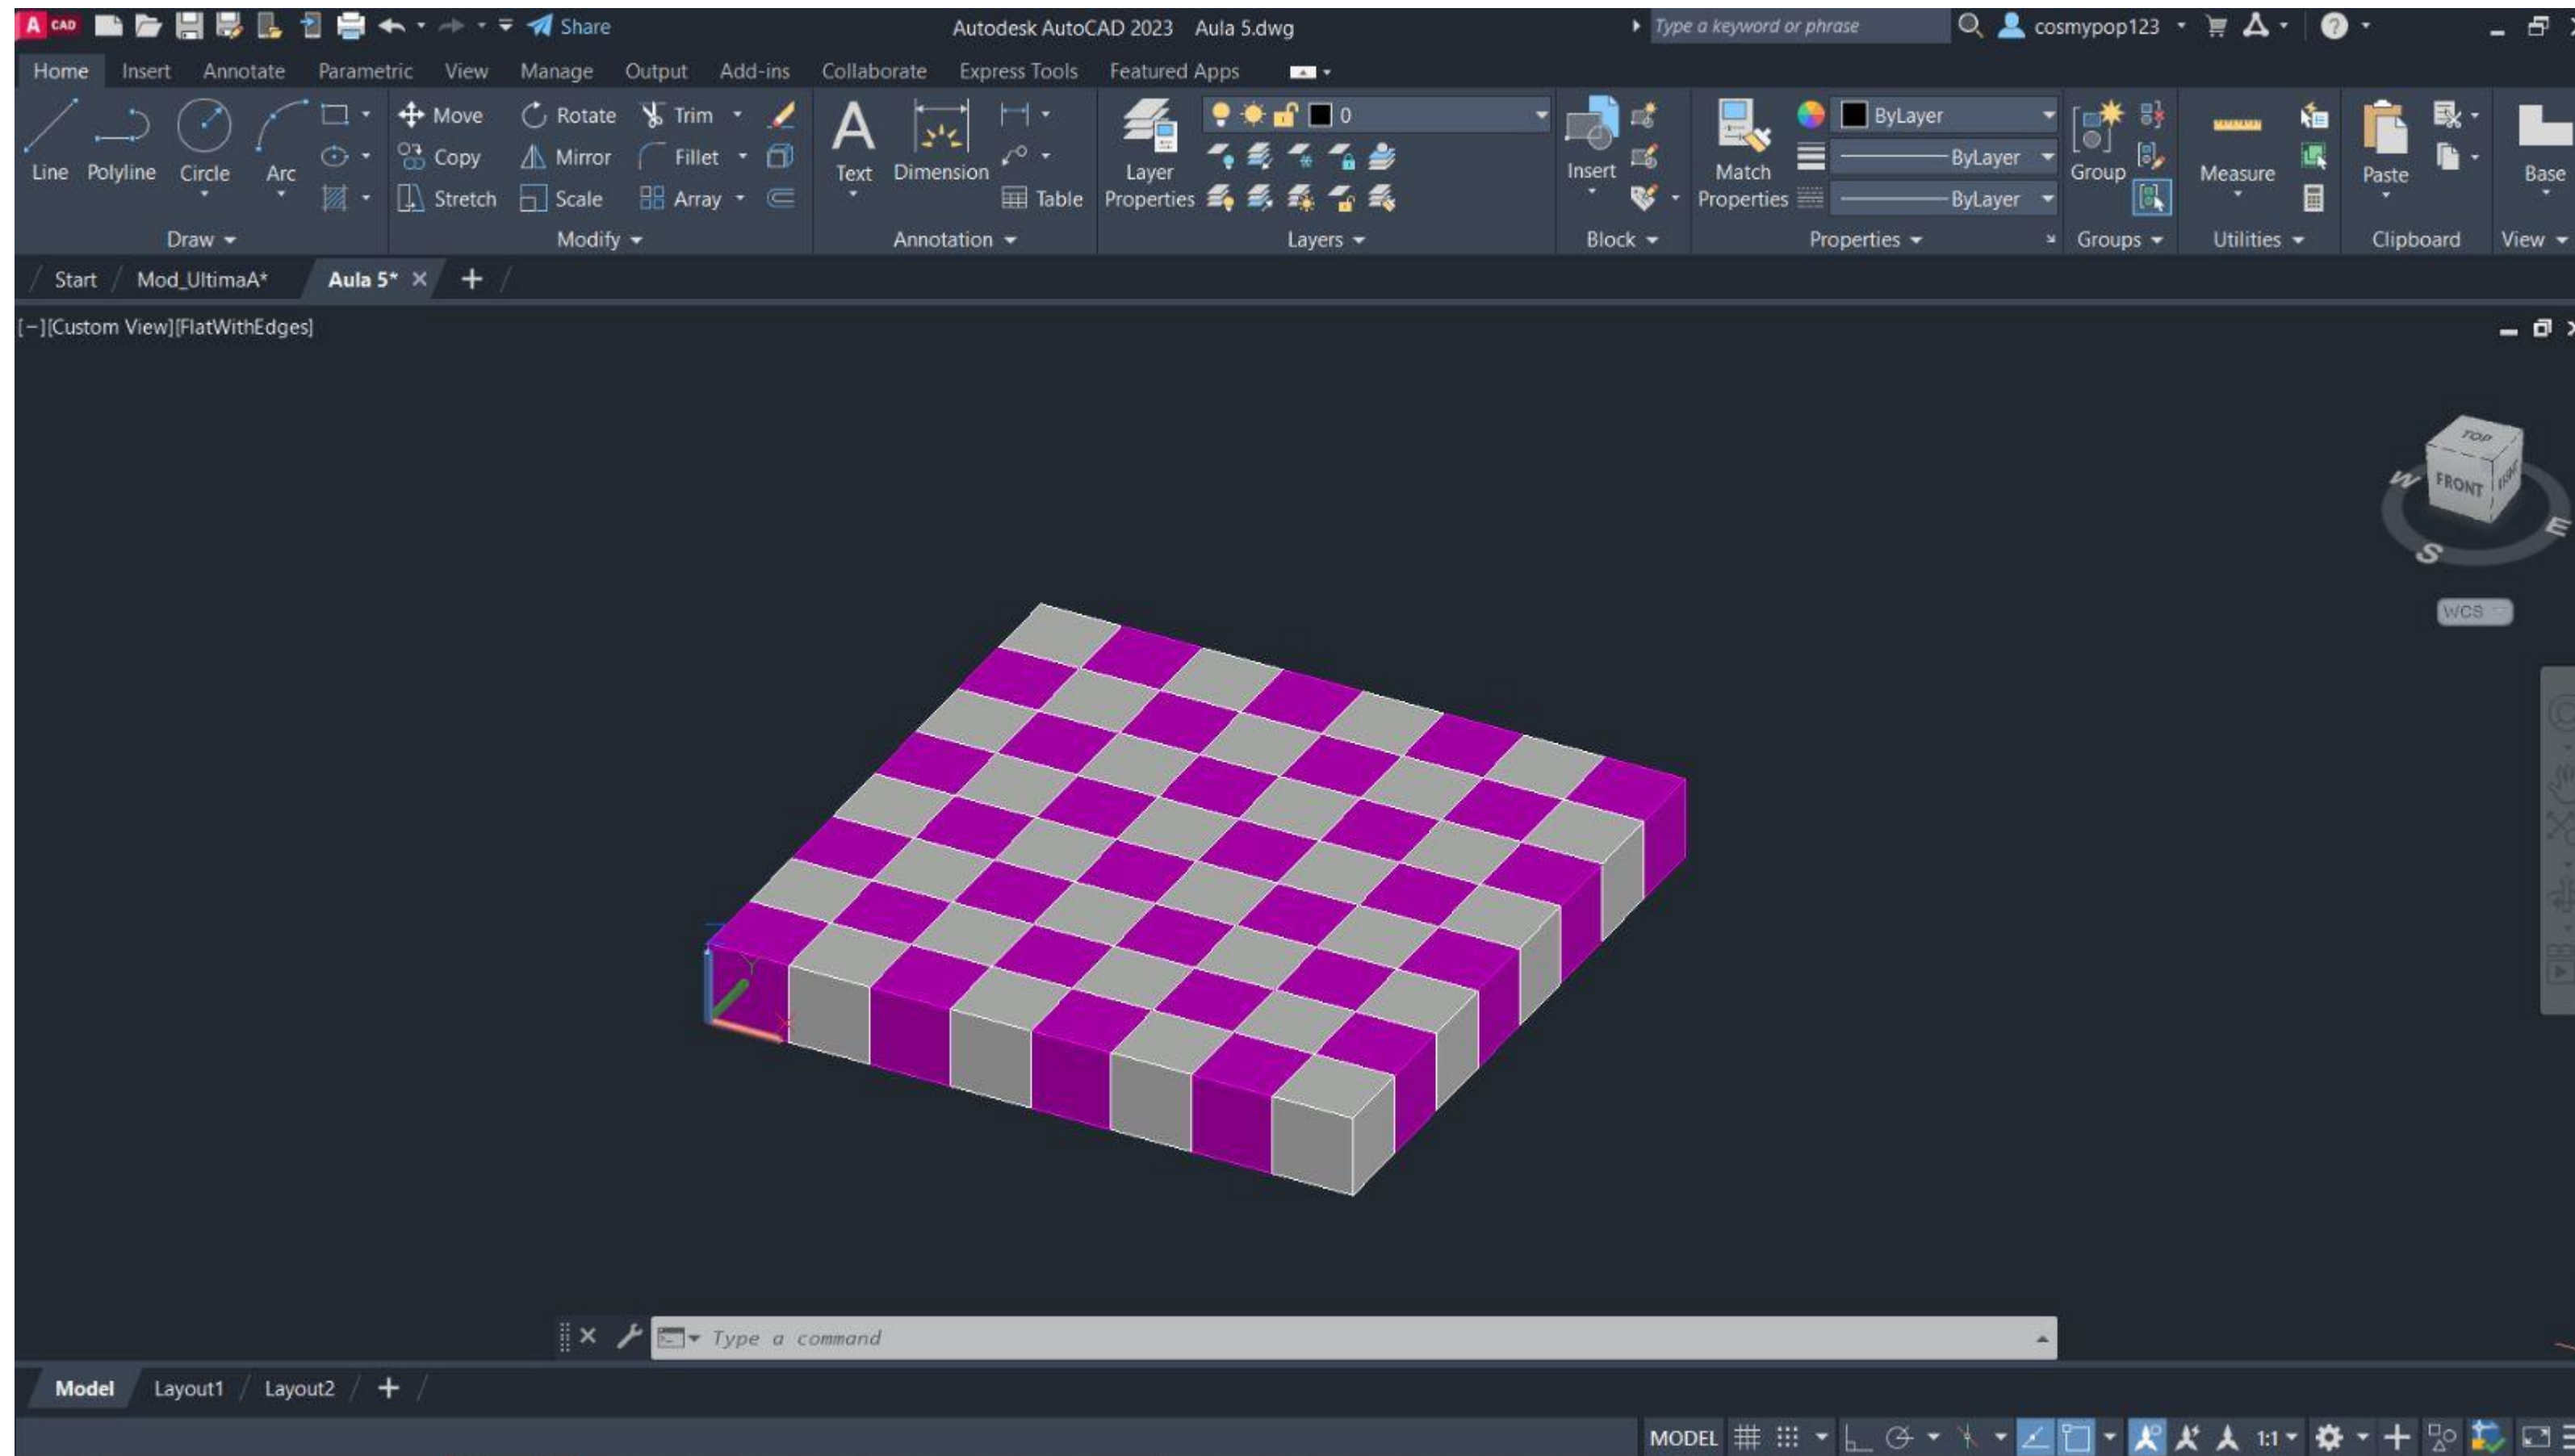 A CAD Share Autodesk AutoCAD 2023 Aula 5.dwg Type a keyword or phrase cosmypop123 ?
Home Insert Annotate Parametric View Manage Output Add-ins Collaborate Express Tools Featured Apps
Move Rotate Trim 0 ByLayer
Line Polyline Circle Arc Copy Mirror Fillet Text Dimension Layer Properties Insert Match Properties ByLayer Group Measure Paste Base
Stretch Scale Array Table ByLayer
Draw Modify Annotation Layers Block Properties Groups Utilities Clipboard View
Start Mod_UltimaA* Aula 5* +
[-][Custom View][FlatWithEdges]
TOP
W FRONT
E
S
WCS
Y
X
Type a command
Model Layout1 Layout2 +
MODEL 1:1